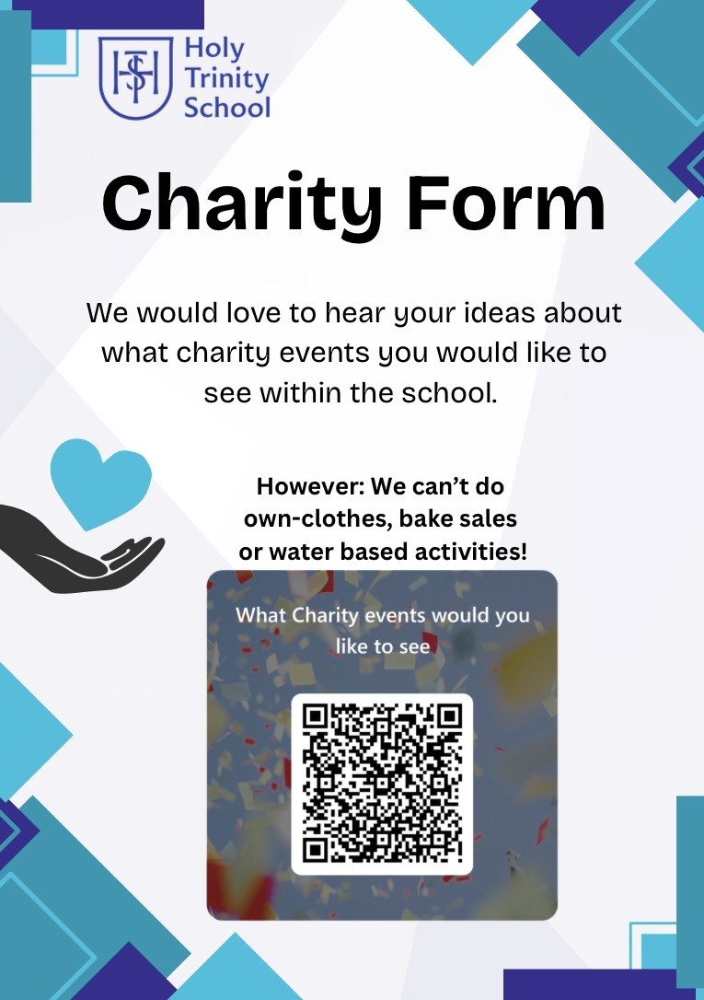 Holy
Trinity
School
Charity Form
We would love to hear your ideas about
what charity events you would like to
see within the school.
However: We can’t do
own-clothes, bake sales
or water based activities!
What Charity events would you
like to see